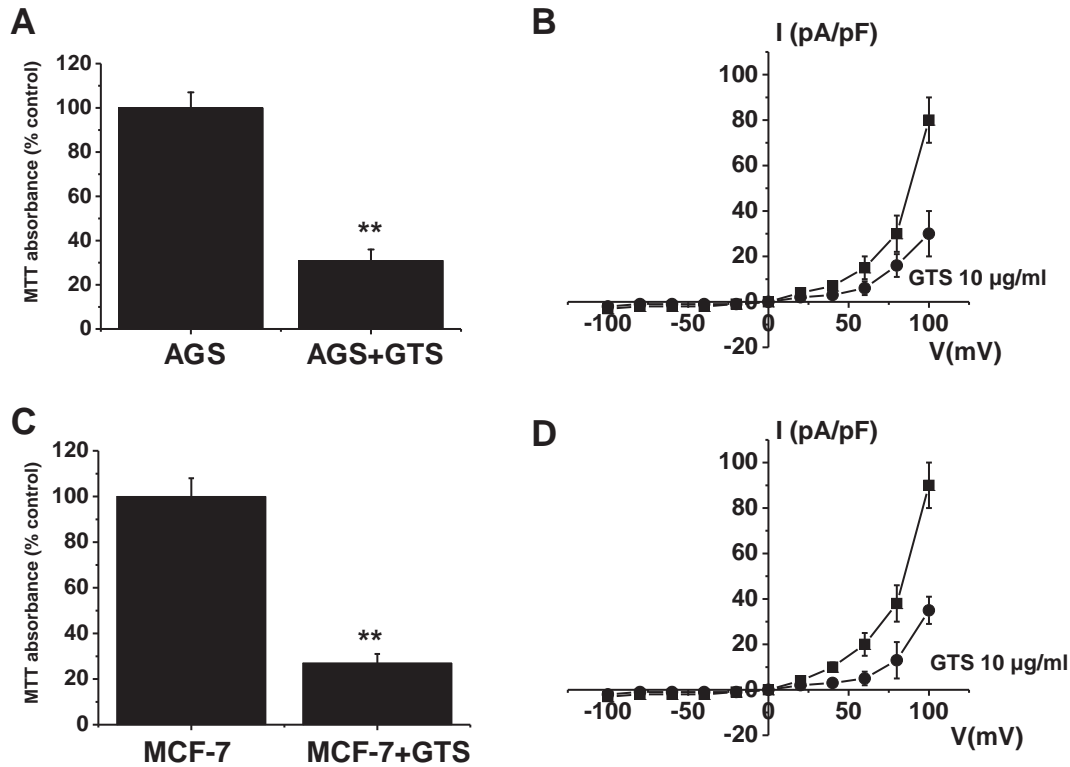 A
MTT absorbance (% control)
120
100
80
60
40
20
0
**
AGS
AGS+GTS
B
I (pA/pF)
100
80
60
40
20
0
-20
-100
-50
0
50
100
GTS 10 µg/ml
V(mV)
C
MTT absorbance (% control)
120
100
80
60
40
20
0
**
MCF-7
MCF-7+GTS
D
I (pA/pF)
100
80
60
40
20
0
-20
-100
-50
0
50
100
GTS 10 µg/ml
V(mV)